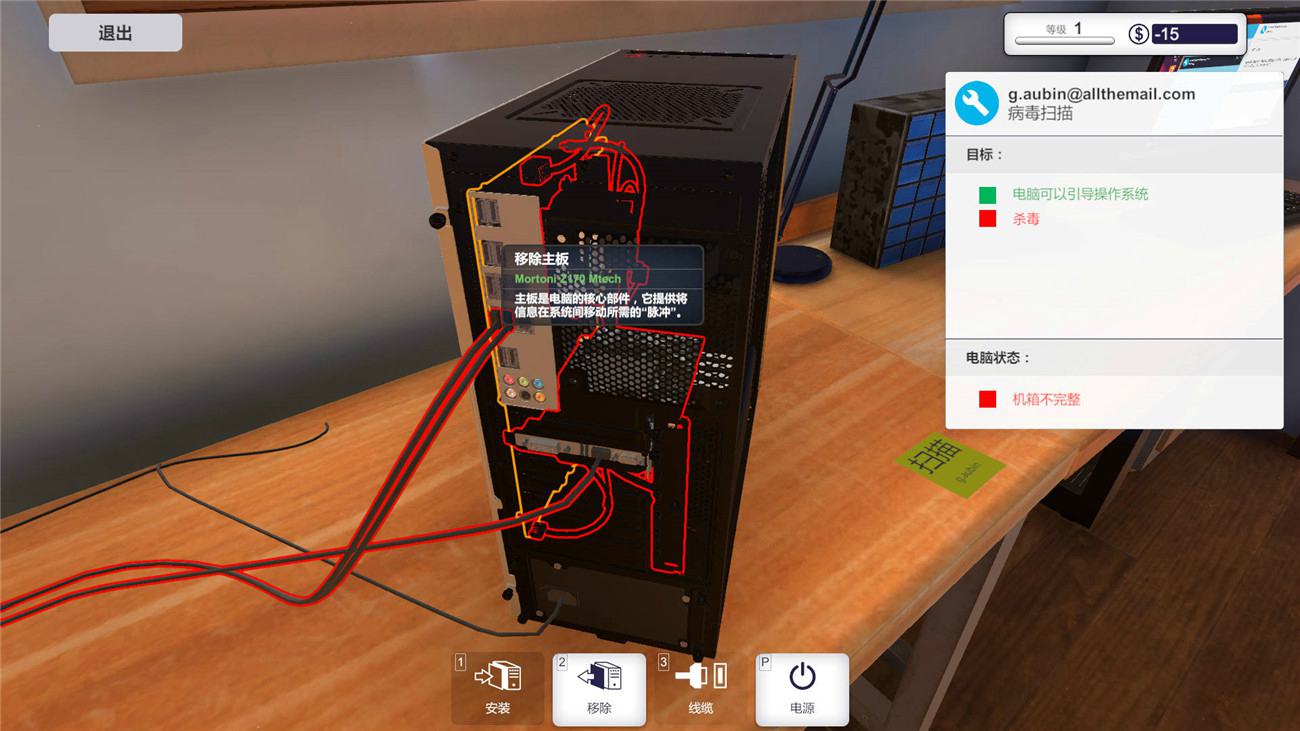 退出
等级 1
$ -15
g.aubin@allthemail.com
病毒扫描
目标：
电脑可以引导操作系统
杀毒
电脑状态：
机箱不完整
移除主板
Mortoni Z170 Mtech
主板是电脑的核心部件，它提供将
信息在系统间移动所需的“脉冲”。
扫描
g.aubin
1
安装
2
移除
3
线缆
P
电源